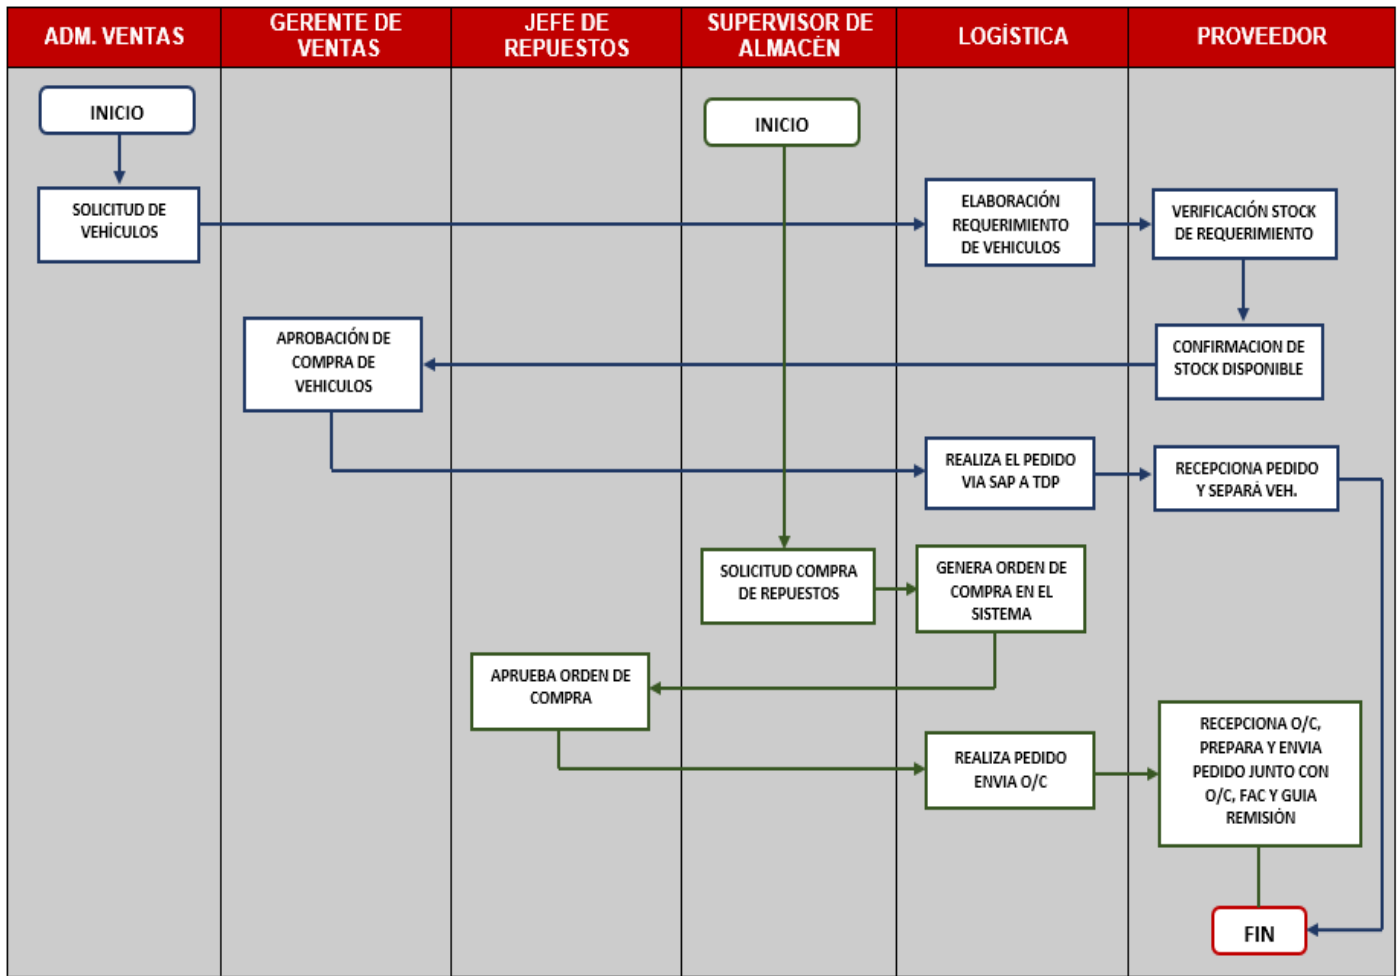 ADM. VENTAS
GERENTE DE
VENTAS
JEFE DE
REPUESTOS
SUPERVISOR DE
ALMACÉN
LOGÍSTICA
PROVEEDOR
INICIO
INICIO
SOLICITUD DE
VEHÍCULOS
ELABORACIÓN
REQUERIMIENTO
DE VEHICULOS
VERIFICACIÓN STOCK
DE REQUERIMIENTO
APROBACIÓN DE
COMPRA DE
VEHICULOS
CONFIRMACION DE
STOCK DISPONIBLE
REALIZA EL PEDIDO
VIA SAP A TDP
RECEPCIONA PEDIDO
Y SEPARÁ VEH.
SOLICITUD COMPRA
DE REPUESTOS
GENERA ORDEN DE
COMPRA EN EL
SISTEMA
APRUEBA ORDEN DE
COMPRA
REALIZA PEDIDO
ENVIA O/C
RECEPCIONA O/C,
PREPARA Y ENVIA
PEDIDO JUNTO CON
O/C, FAC Y GUIA
REMISIÓN
FIN